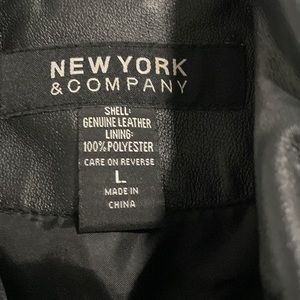 NEW YORK
& COMPANY
SHELL:
GENUINE LEATHER
LINING:
100% POLYESTER
CARE ON REVERSE
L
MADE IN
CHINA